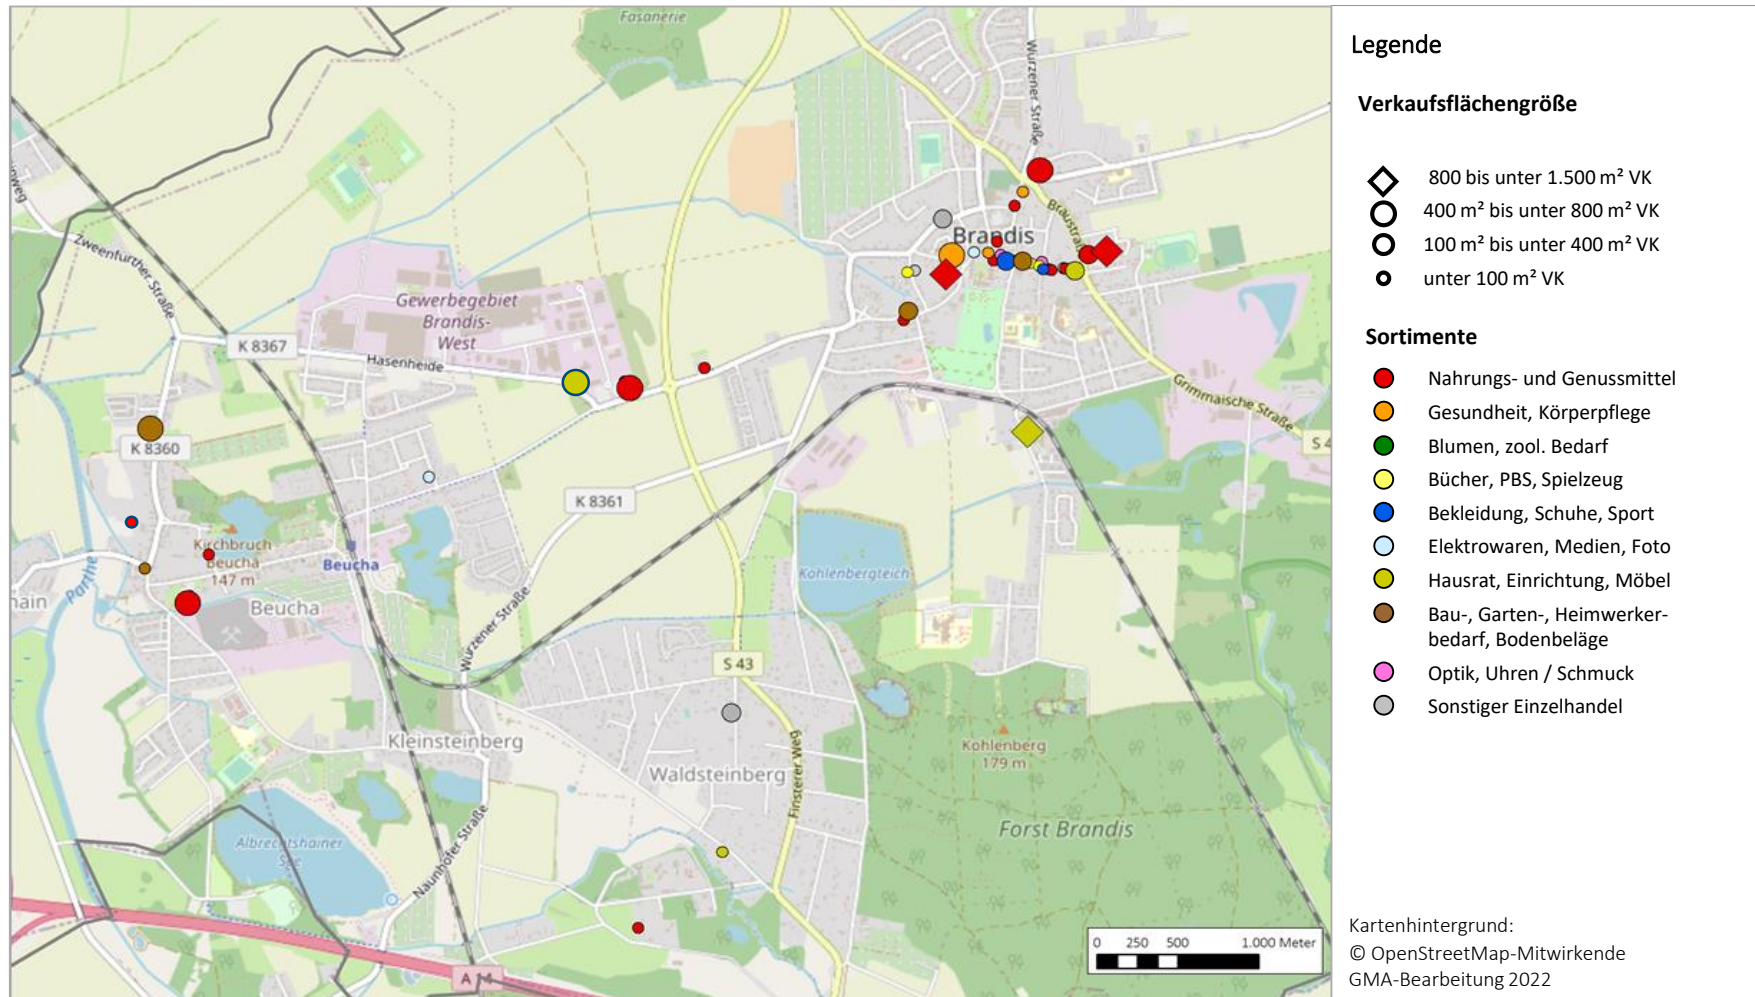 Fasanerie
Wurzener Straße
Zweenfurther Straße
Brandis
Braustraße
Gewerbegebiet
Brandis-
West
K 8367
Hasenheide
Grimmaische Straße
S 4
K 8360
K 8361
Kirchbruch
Beucha
147 m
Beucha
Parthe
Kohlenbergteich
Beucha
Wurzener Straße
S 43
Kleinsteinberg
Waldsteinberg
Finsterer Weg
Kohlenberg
179 m
Forst Brandis
Albrechtshainer
See
Naunhofer Straße
A 14
0 250 500 1.000 Meter
Legende
Verkaufsflächengröße
800 bis unter 1.500 m² VK
400 m² bis unter 800 m² VK
100 m² bis unter 400 m² VK
unter 100 m² VK
Sortimente
Nahrungs- und Genussmittel
Gesundheit, Körperpflege
Blumen, zool. Bedarf
Bücher, PBS, Spielzeug
Bekleidung, Schuhe, Sport
Elektrowaren, Medien, Foto
Hausrat, Einrichtung, Möbel
Bau-, Garten-, Heimwerker-
bedarf, Bodenbeläge
Optik, Uhren / Schmuck
Sonstiger Einzelhandel
Kartenhintergrund:
© OpenStreetMap-Mitwirkende
GMA-Bearbeitung 2022